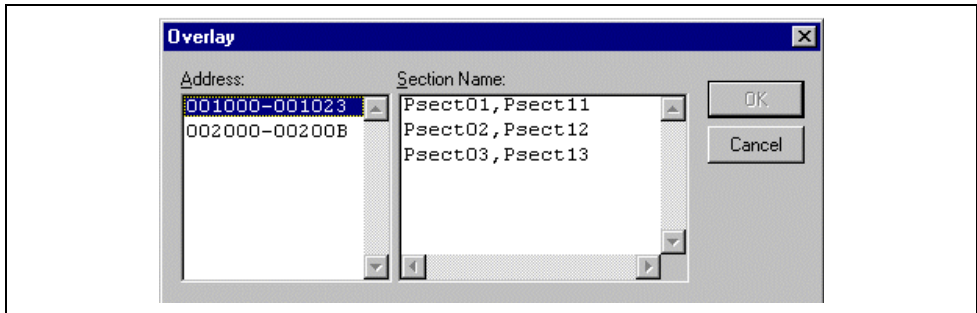 Overlay
Address:
Section Name:
001000-001023
002000-00200B
Psect01,Psect11
Psect02,Psect12
Psect03,Psect13
OK
Cancel